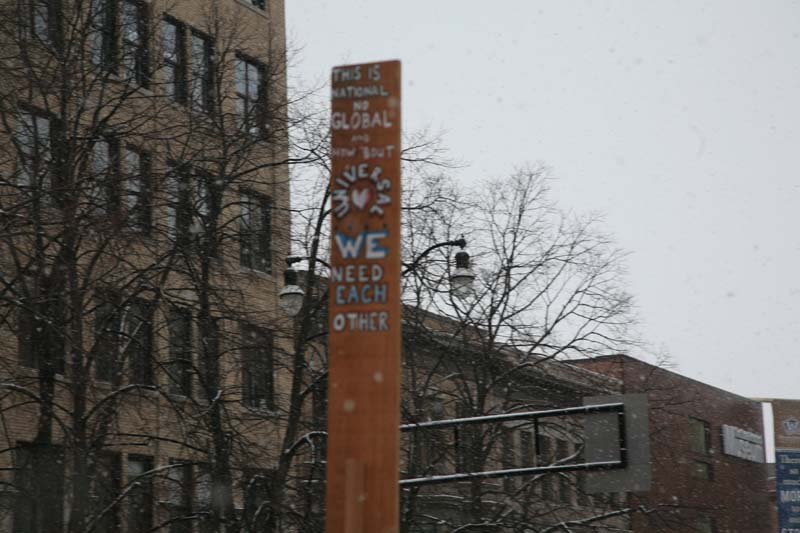 THIS IS
NATIONAL
NO
GLOBAL
AND
HOW 'BOUT
UNIVERSAL
WE
NEED
EACH
OTHER